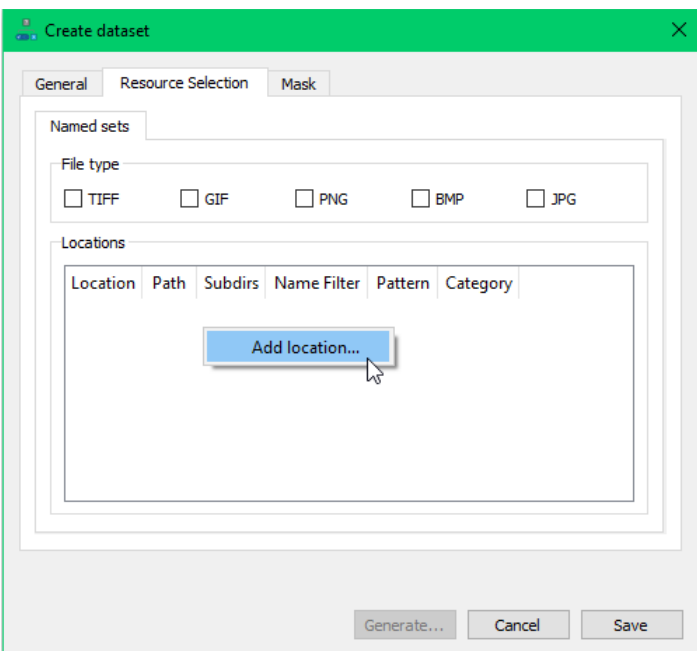 Create dataset
General Resource Selection Mask
Named sets
File type
TIFF GIF PNG BMP JPG
Locations
Location Path Subdirs Name Filter Pattern Category
Add location...
Generate... Cancel Save